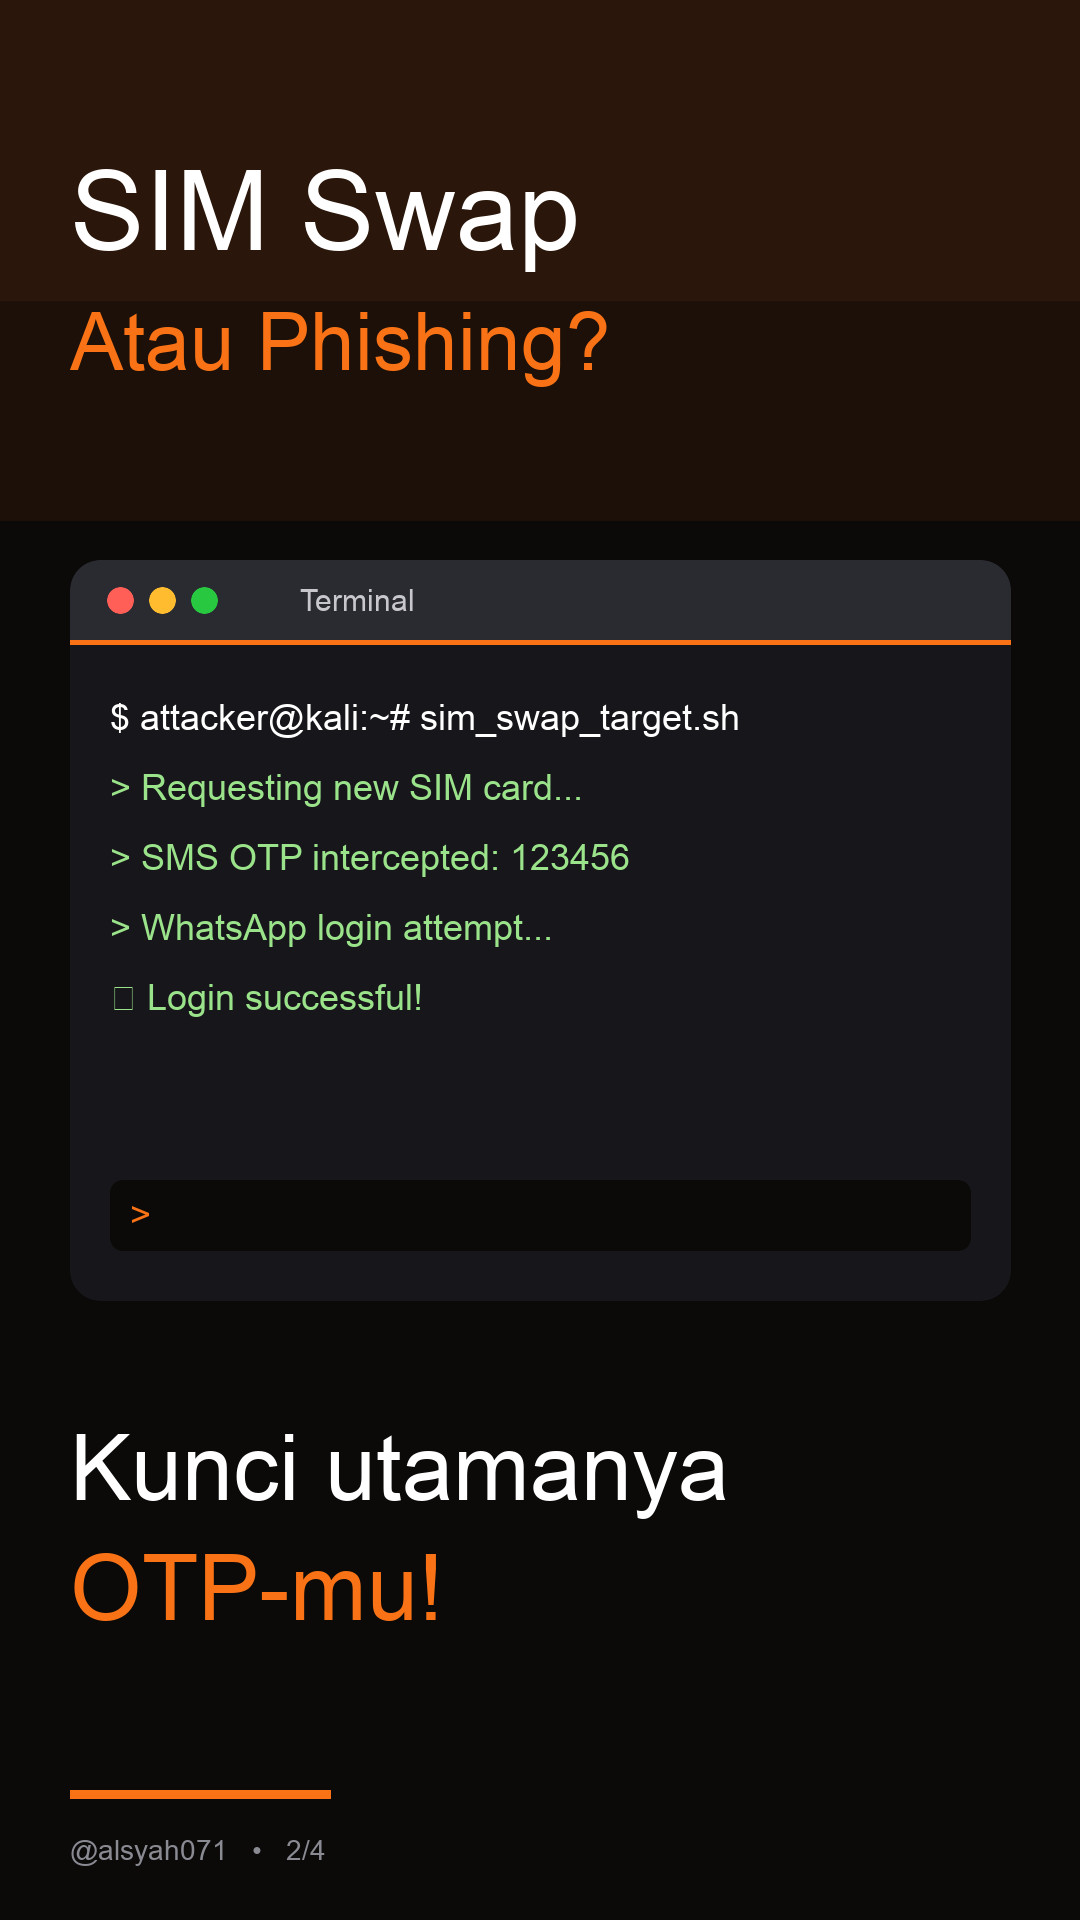 SIM Swap
Atau Phishing?
Terminal
$ attacker@kali:~# sim_swap_target.sh
> Requesting new SIM card...
> SMS OTP intercepted: 123456
> WhatsApp login attempt...
□ Login successful!
>
Kunci utamanya
OTP-mu!
@alsyah071 • 2/4